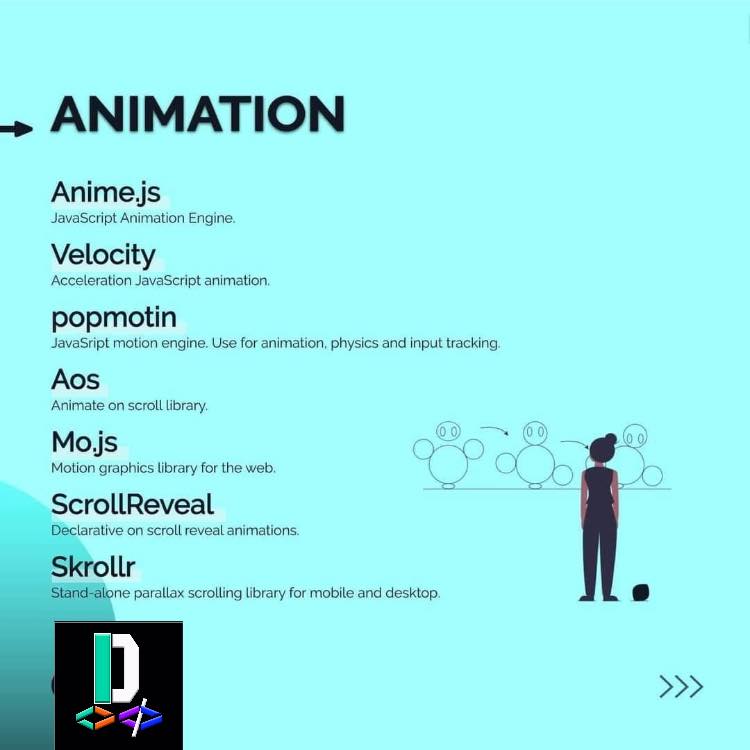 ANIMATION
Anime.js
JavaScript Animation Engine.
Velocity
Acceleration JavaScript animation.
popmotin
JavaSript motion engine. Use for animation, physics and input tracking.
Aos
Animate on scroll library.
Mo.js
Motion graphics library for the web.
ScrollReveal
Declarative on scroll reveal animations.
Skrollr
Stand-alone parallax scrolling library for mobile and desktop.
D